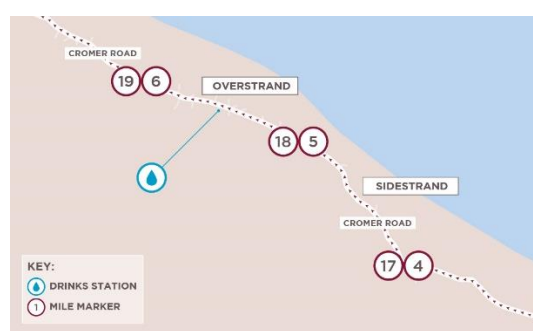 CROMER ROAD
19 6
OVERSTRAND
18 5
SIDESTRAND
CROMER ROAD
17 4
KEY:
DRINKS STATION
1 MILE MARKER